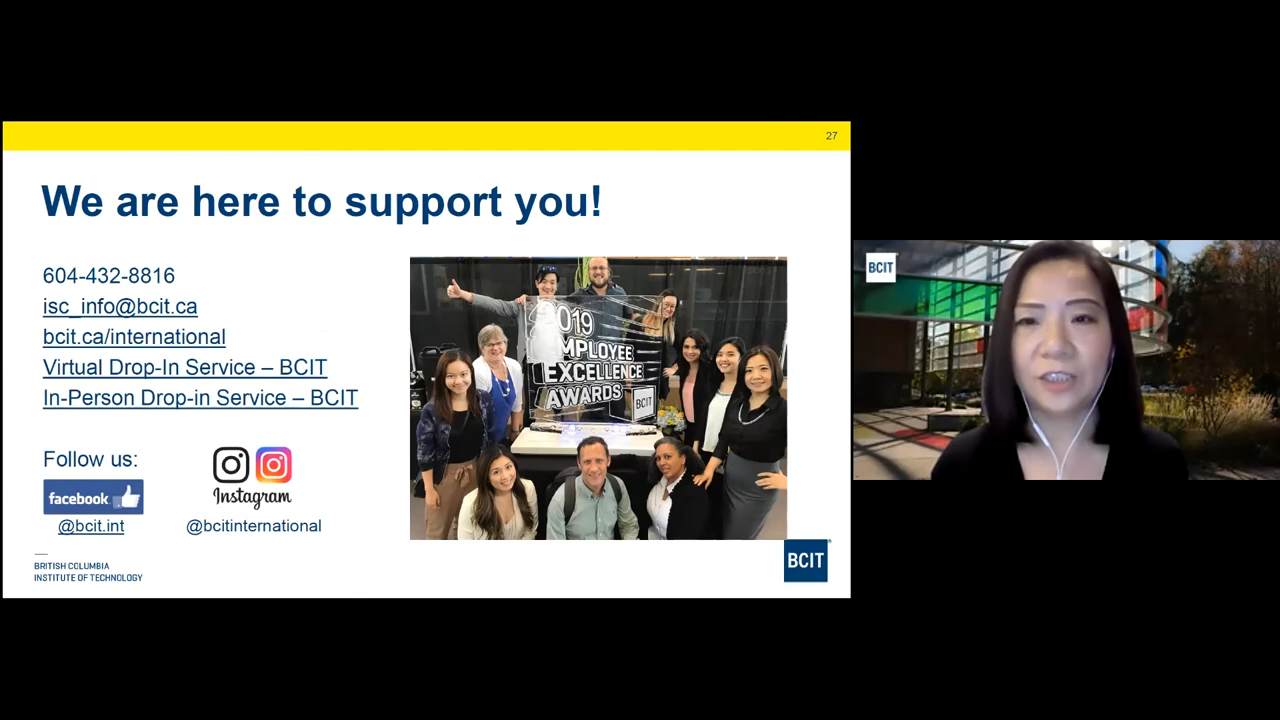 27
We are here to support you!
604-432-8816
isc_info@bcit.ca
bcit.ca/international
Virtual Drop-In Service – BCIT
In-Person Drop-in Service – BCIT
Follow us:
facebook
Instagram
@bcit.int
@bcitinternational
2019
EMPLOYEE
EXCELLENCE
AWARDS
BCIT
BRITISH COLUMBIA
INSTITUTE OF TECHNOLOGY
BCIT
BCIT